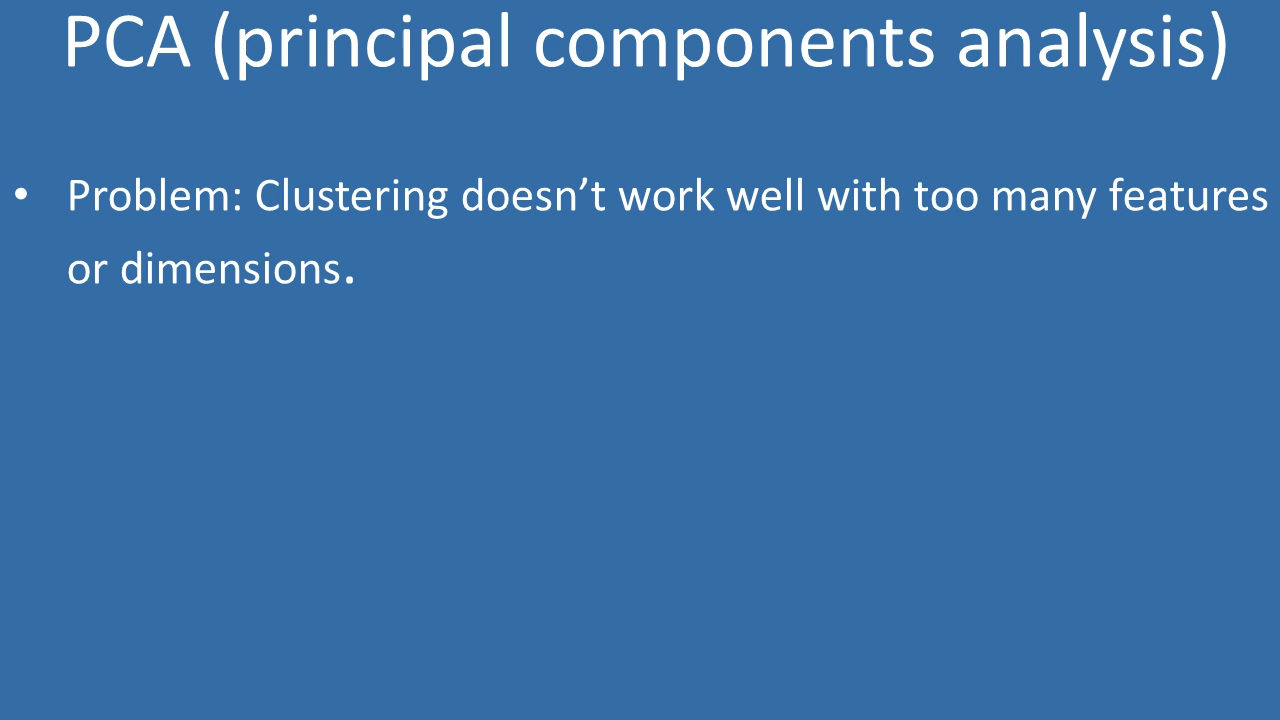 PCA (principal components analysis)
• Problem: Clustering doesn’t work well with too many features
or dimensions.